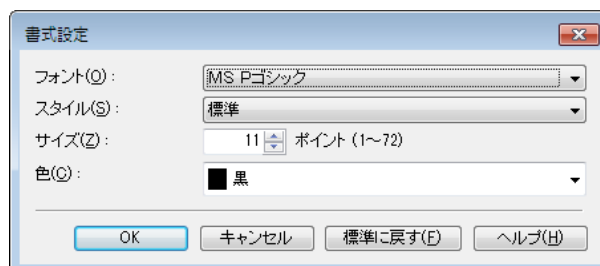 書式設定
フォント(O)： MS Pゴシック
スタイル(S)： 標準
サイズ(Z)： 11 ポイント (1～72)
色(C)： 黒
OK キャンセル 標準に戻す(F) ヘルプ(H)